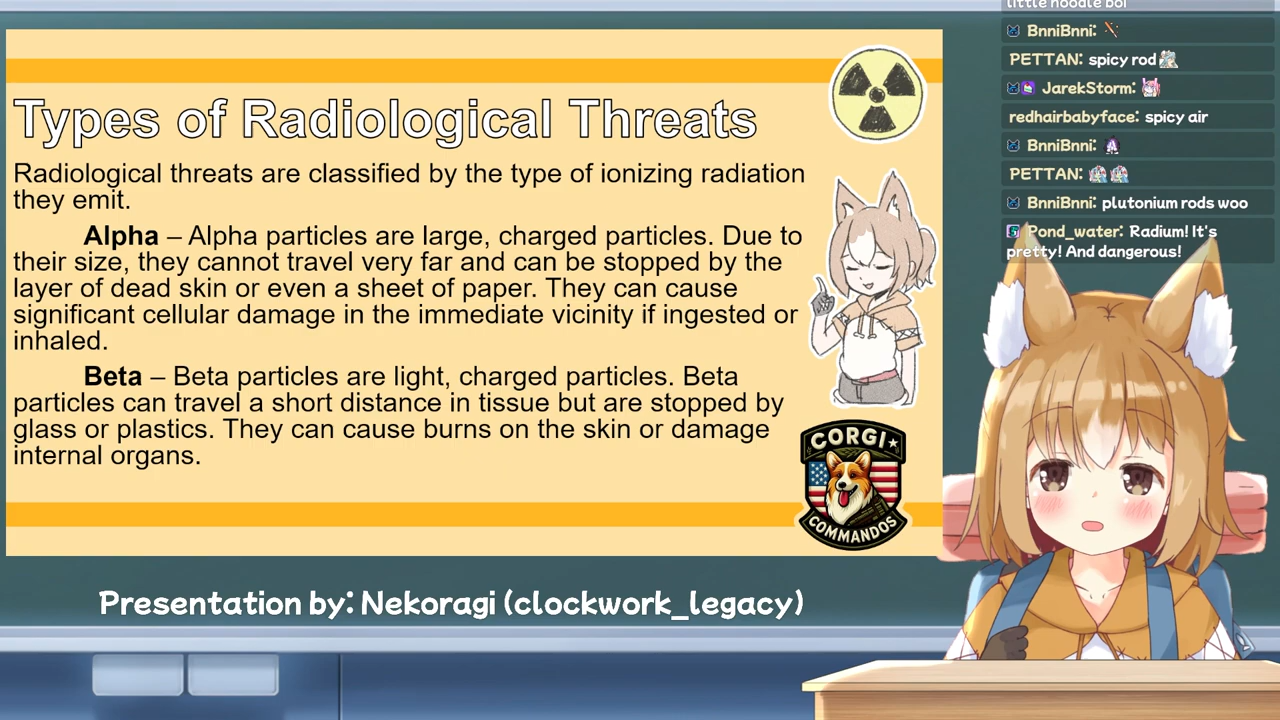 Types of Radiological Threats
Radiological threats are classified by the type of ionizing radiation
they emit.
Alpha – Alpha particles are large, charged particles. Due to
their size, they cannot travel very far and can be stopped by the
layer of dead skin or even a sheet of paper. They can cause
significant cellular damage in the immediate vicinity if ingested or
inhaled.
Beta – Beta particles are light, charged particles. Beta
particles can travel a short distance in tissue but are stopped by
glass or plastics. They can cause burns on the skin or damage
internal organs.
CORGI
COMMANDOS
Presentation by: Nekoragi (clockwork_legacy)
little noodle boi
BnniBnni:
PETTAN: spicy rod
JarekStorm:
redhairbabyface: spicy air
BnniBnni:
PETTAN:
BnniBnni: plutonium rods woo
Pond_water: Radium! It's
pretty! And dangerous!